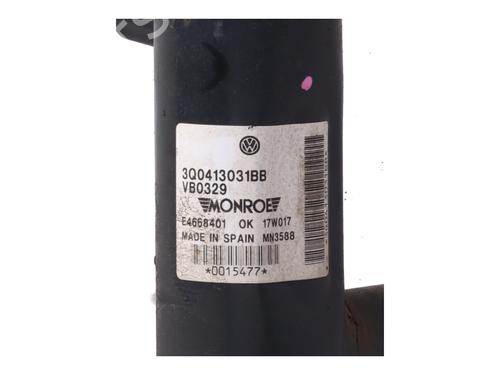 3Q0413031BB
VB0329
MONROE
E4668401 OK 17W017
MADE IN SPAIN MN3588
*0015477*